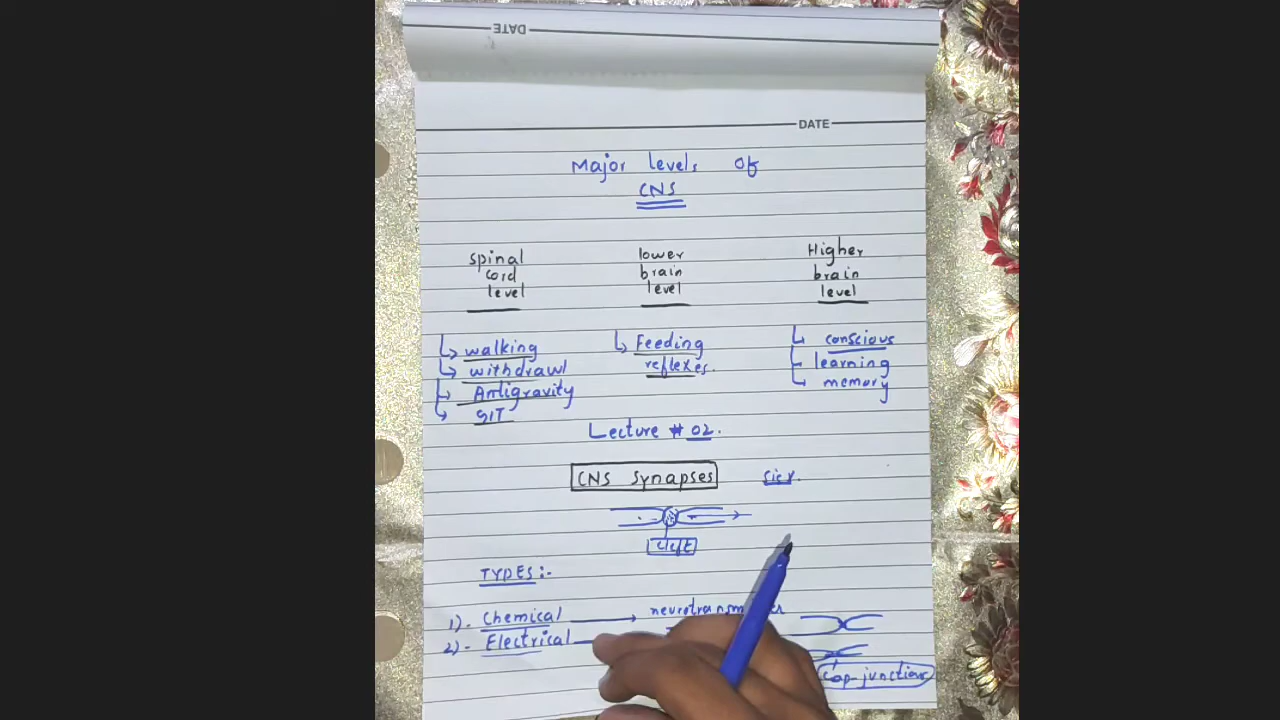 DATE
DATE
Major levels of
CNS
spinal
cord
level
lower
brain
level
Higher
brain
level
walking
withdrawl
Antigravity
GIT
Feeding
reflexes.
conscious
learning
memory
Lecture # 02.
CNS Synapses
cleft
TYPES:-
1). Chemical
2)- Electrical
Gap-junctions